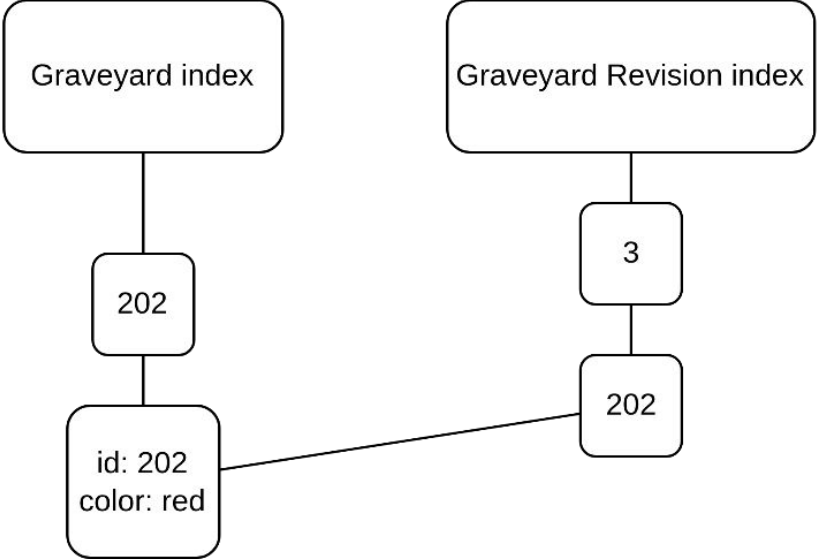 Graveyard index
Graveyard Revision index
3
202
202
id: 202
color: red